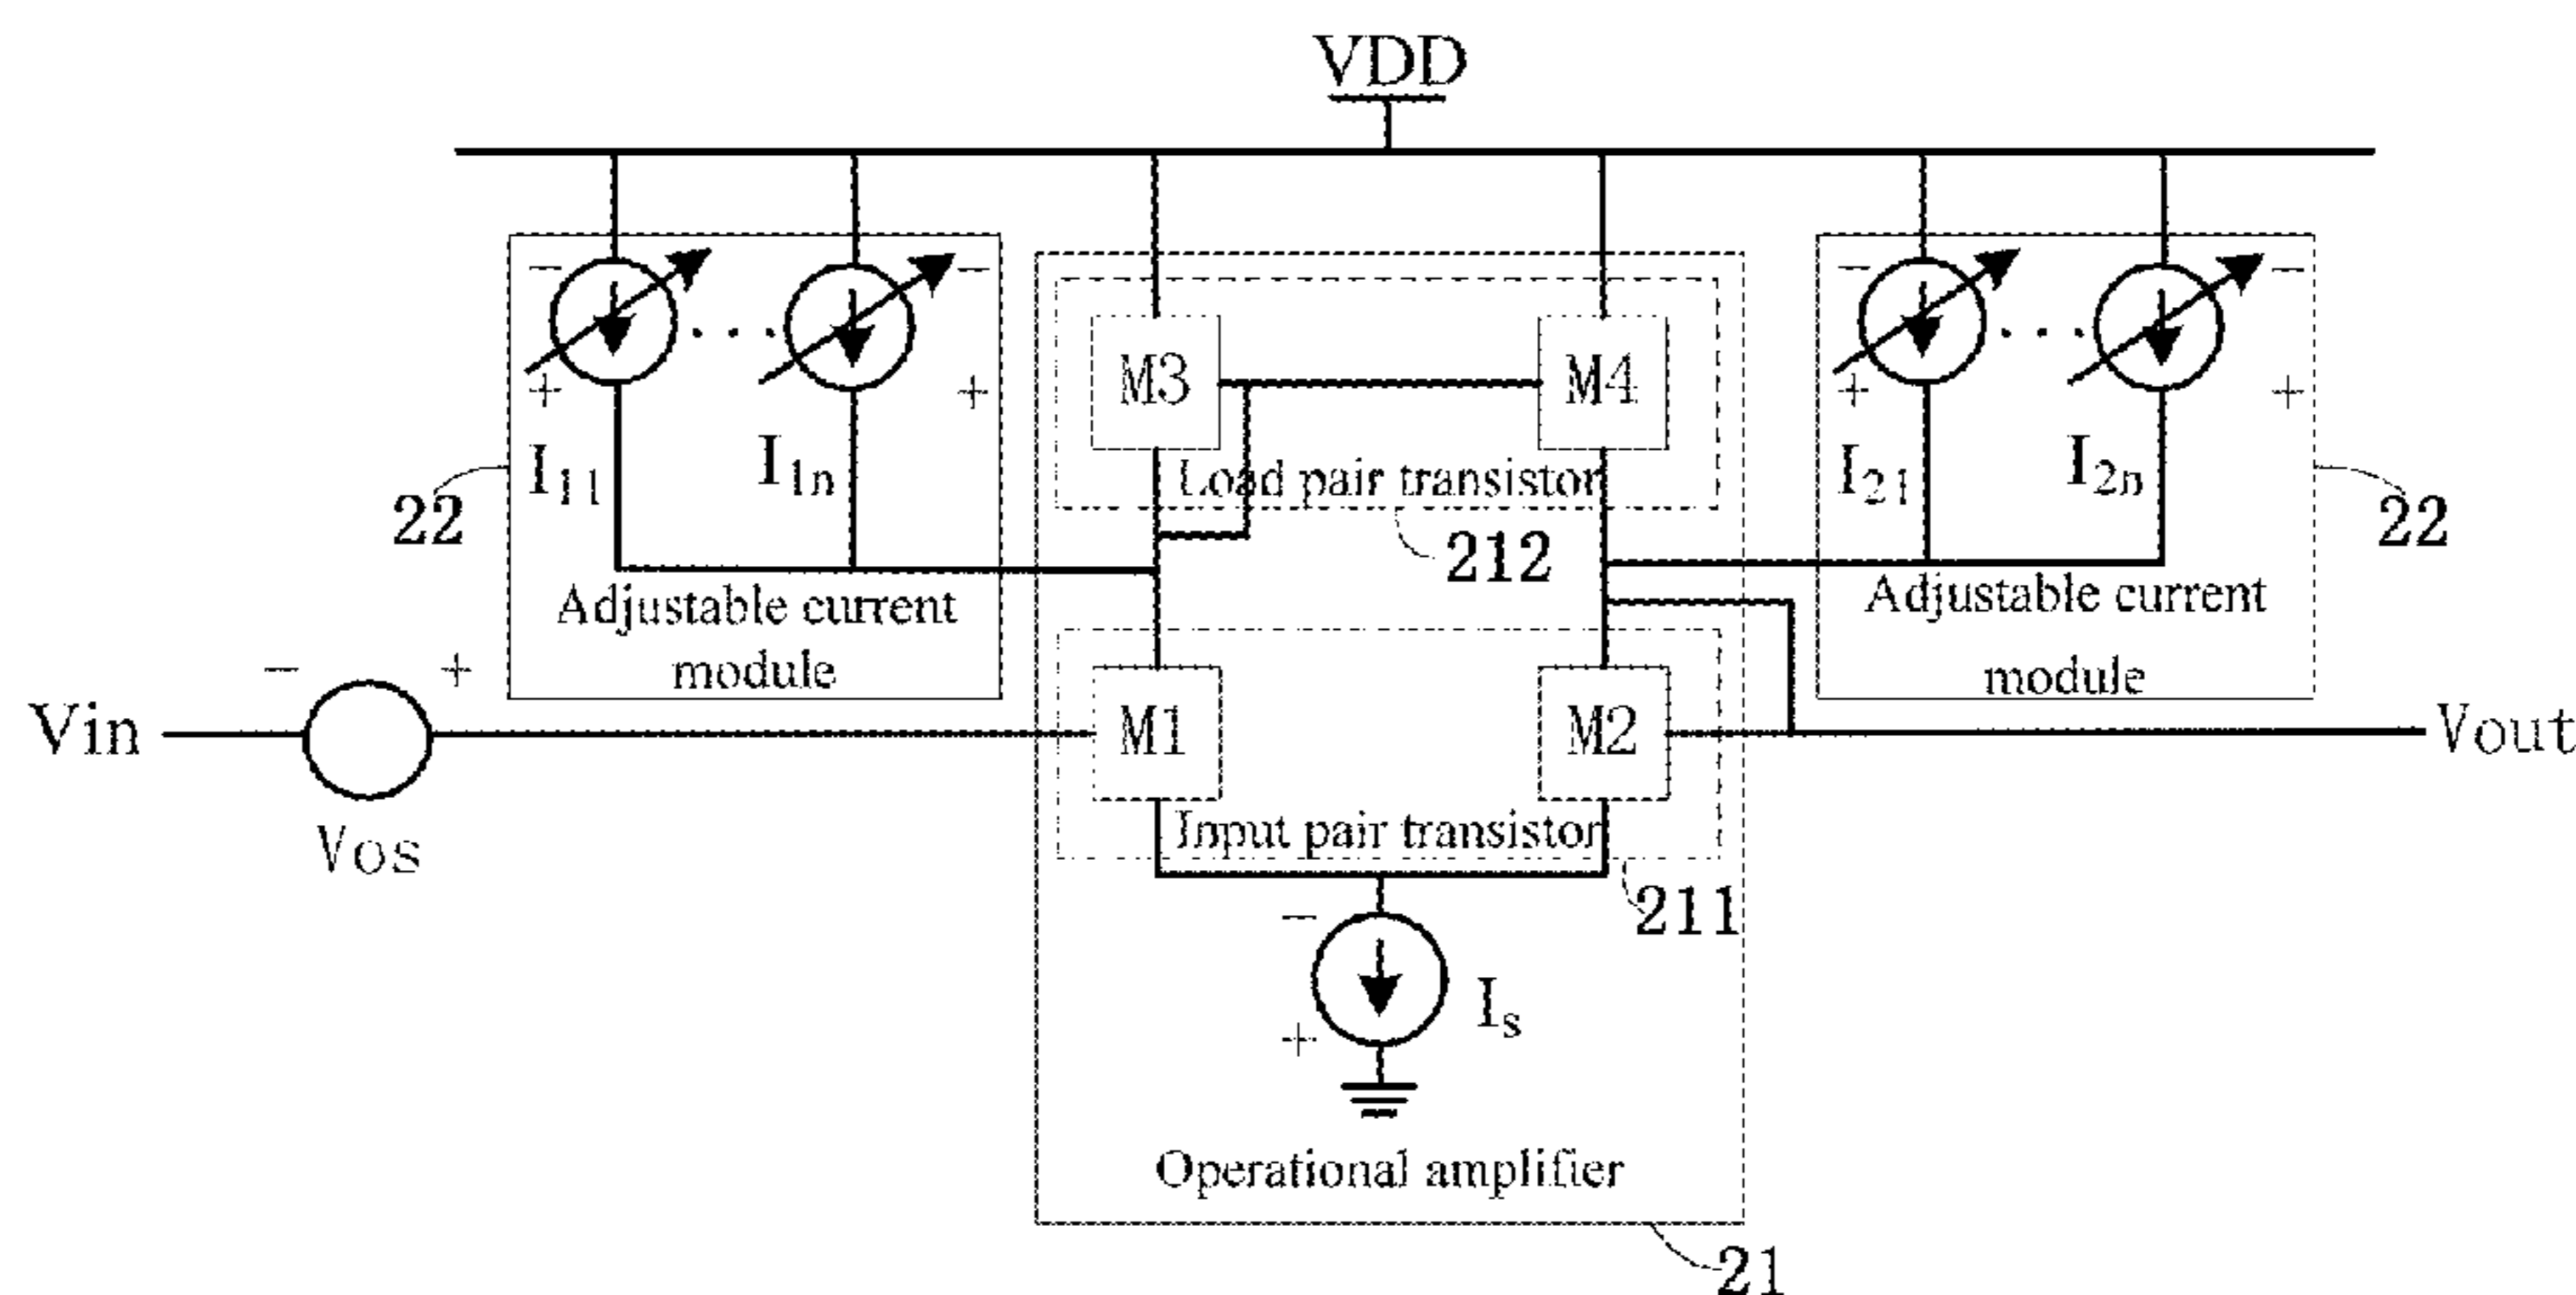 VDD
− − − −
M3 M4
+ + + +
I11 I1n I21 I2n
Load pair transistor
22 22
212
Adjustable current
module
Adjustable current
module
− +
Vin M1 M2 Vout
Vos
Input pair transistor
211
−
Is
+
Operational amplifier
21